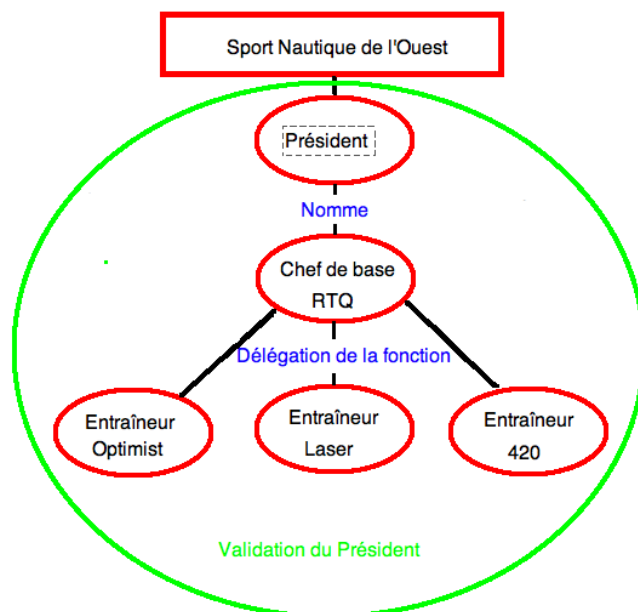 Sport Nautique de l'Ouest
Président
Nomme
Chef de base
RTQ
Délégation de la fonction
Entraîneur
Optimist
Entraîneur
Laser
Entraîneur
420
Validation du Président